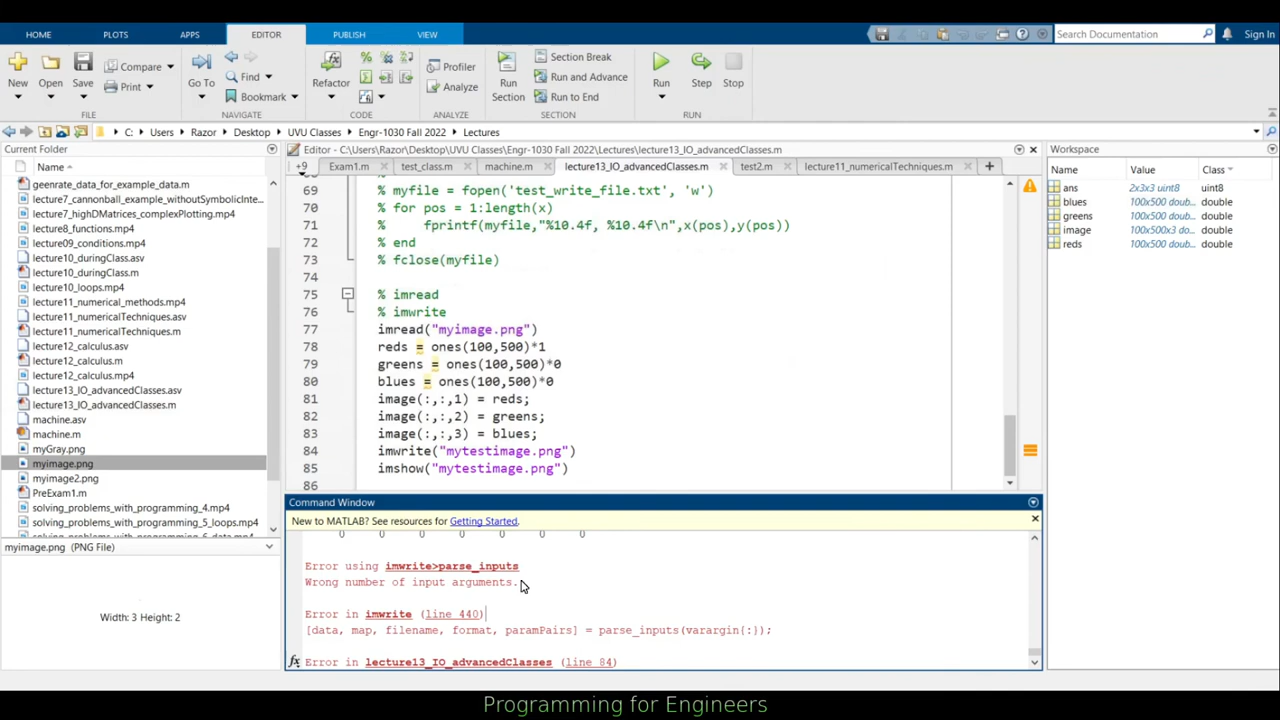 HOME PLOTS APPS EDITOR PUBLISH VIEW Search Documentation Sign In
New Open Save Compare Print Go To Find Bookmark Refactor Profiler Analyze Run Section Section Break Run and Advance Run to End Run Step Stop
FILE NAVIGATE CODE ANALYZE SECTION RUN
C: Users Razor Desktop UVU Classes Engr-1030 Fall 2022 Lectures
Current Folder
Name
geenrate_data_for_example_data.m
lecture7_cannonball_example_withoutSymbolicInte...
lecture7_highDMatrices_complexPlotting.m
lecture8_functions.m
lecture09_conditions.m
lecture10_duringClass.asv
lecture10_duringClass.m
lecture10_loops.m
lecture11_numerical_methods.mp4
lecture11_numericalTechniques.asv
lecture11_numericalTechniques.m
lecture12_calculus.asv
lecture12_calculus.m
lecture12_calculus.mp4
lecture13_IO_advancedClasses.asv
lecture13_IO_advancedClasses.m
machine.asv
machine.m
myGray.png
myimage.png
myimage2.png
PreExam1.m
solving_problems_with_programming_4.mp4
solving_problems_with_programming_5_loops.mp4
myimage.png (PNG File)
Width: 3 Height: 2
Editor - C:\Users\Razor\Desktop\UVU Classes\Engr-1030 Fall 2022\Lectures\lecture13_IO_advancedClasses.m
+9 Exam1.m test_class.m machine.m lecture13_IO_advancedClasses.m test2.m lecture11_numericalTechniques.m
69 % myfile = fopen('test_write_file.txt', 'w')
70 % for pos = 1:length(x)
71 % fprintf(myfile,"%10.4f, %10.4f\n",x(pos),y(pos))
72 % end
73 % fclose(myfile)
74
75 % imread
76 % imwrite
77 imread("myimage.png")
78 reds = ones(100,500)*1
79 greens = ones(100,500)*0
80 blues = ones(100,500)*0
81 image(:,:,1) = reds;
82 image(:,:,2) = greens;
83 image(:,:,3) = blues;
84 imwrite("mytestimage.png")
85 imshow("mytestimage.png")
86
Command Window
New to MATLAB? See resources for Getting Started.
0 0 0 0 0 0 0
Error using imwrite>parse_inputs
Wrong number of input arguments.
Error in imwrite (line 440)
[data, map, filename, format, paramPairs] = parse_inputs(varargin{:});
fx Error in lecture13_IO_advancedClasses (line 84)
Workspace
Name Value Class
ans 2x3x3 uint8 uint8
blues 100x500 doub... double
greens 100x500 doub... double
image 100x500x3 do... double
reds 100x500 doub... double
Programming for Engineers